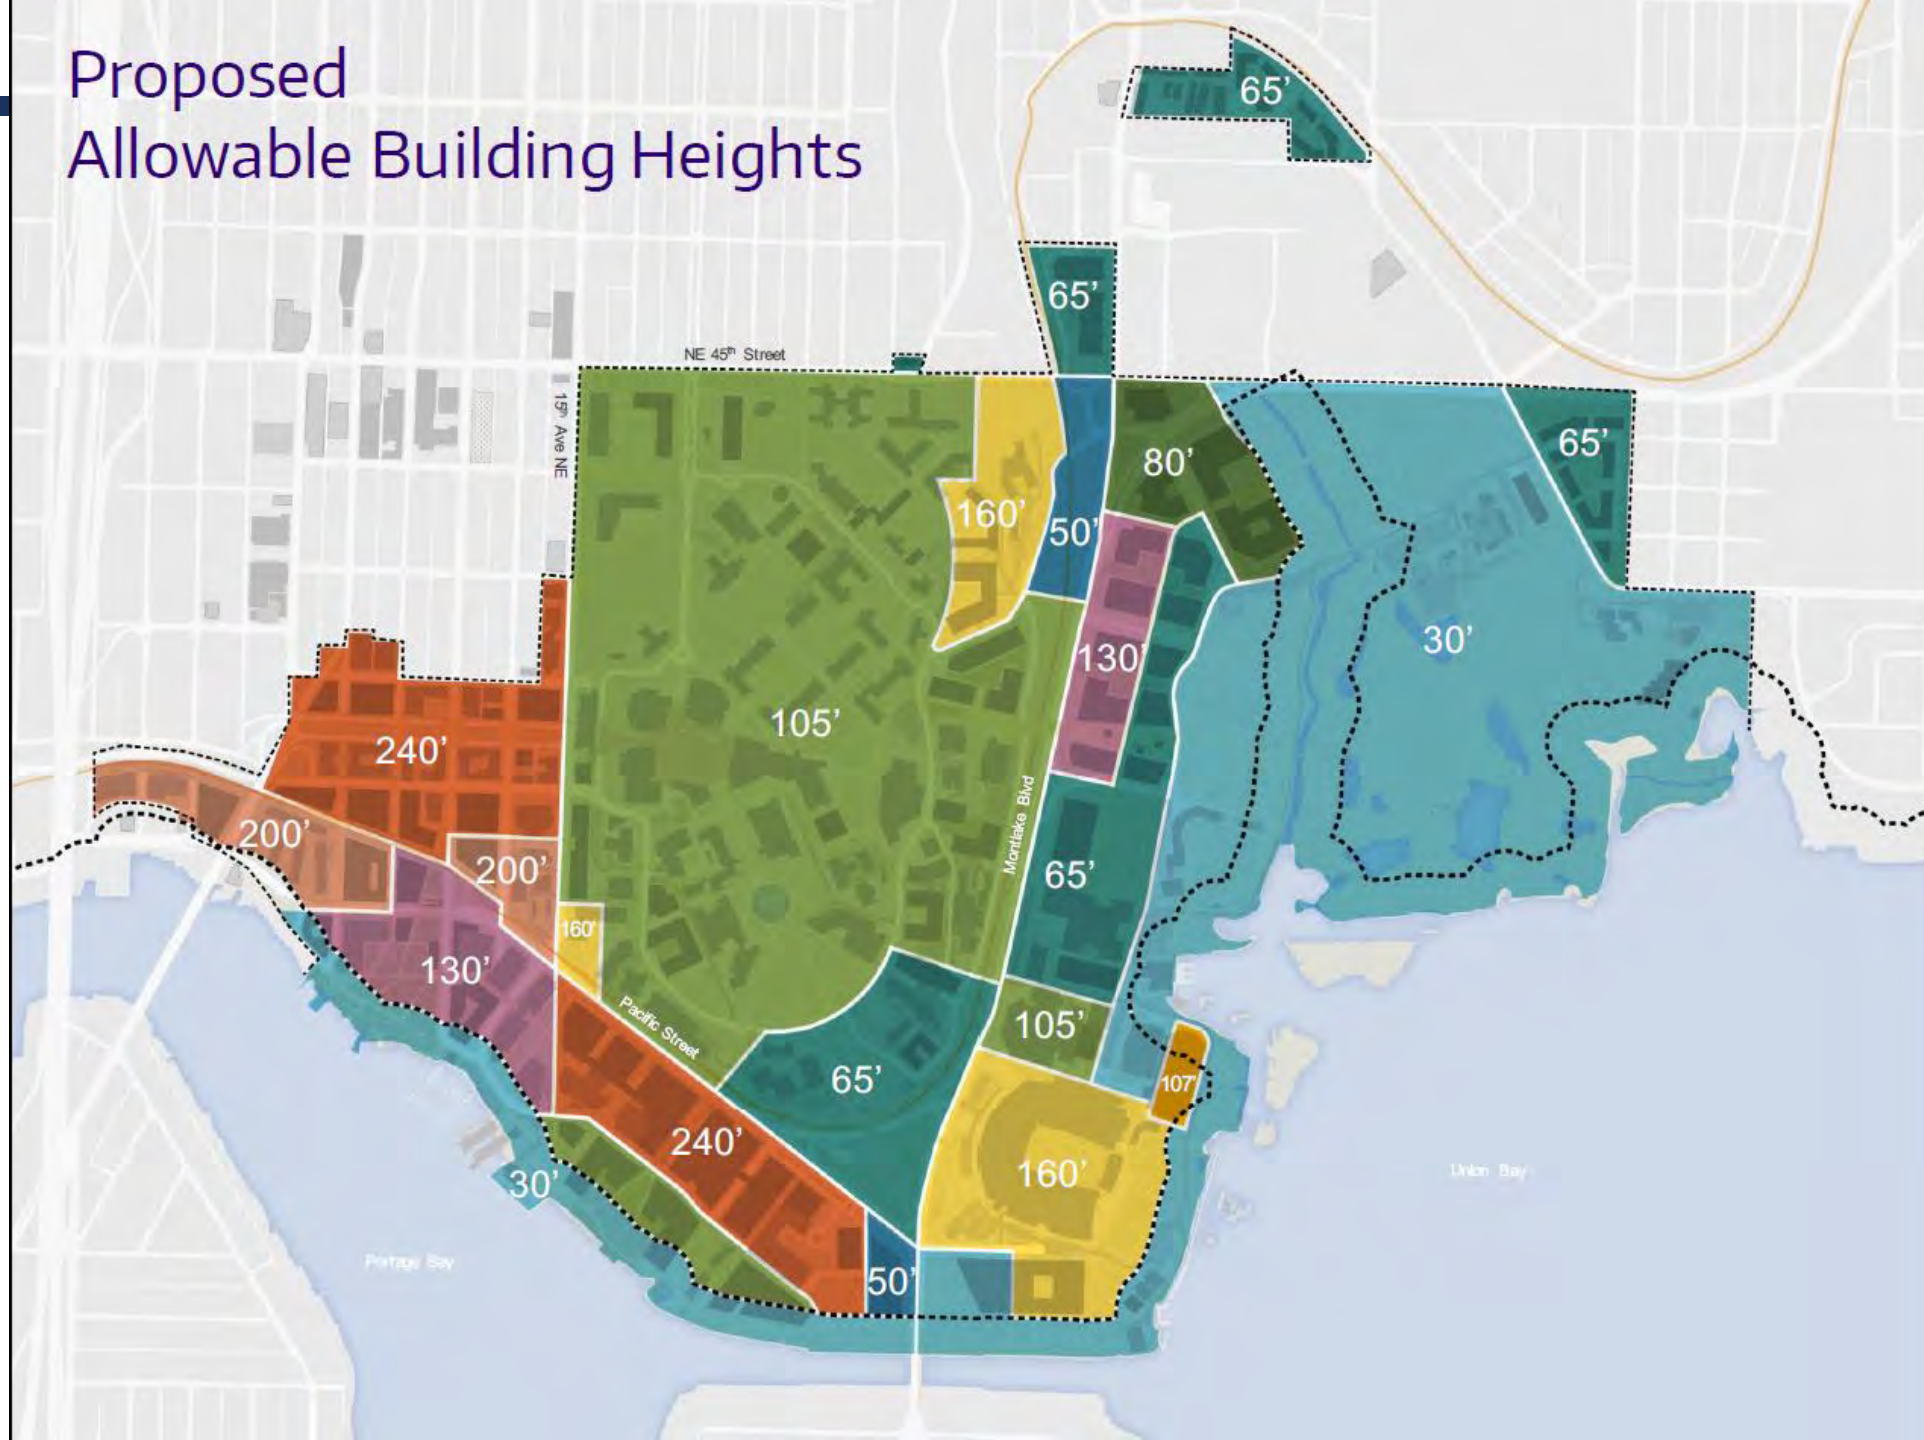 Proposed
Allowable Building Heights
65’
65’
NE 45th Street
15th Ave NE
65’
80’
160’
50’
30’
130’
105’
240’
Montlake Blvd
200’
200’
65’
160’
130’
Pacific Street
105’
65’
107’
240’
160’
30’
Union Bay
Portage Bay
50’